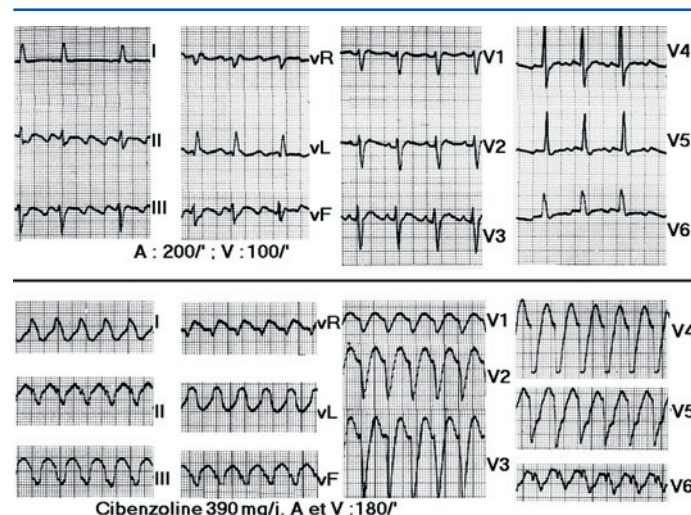 I
II
III
vR
vL
vF
V1
V2
V3
V4
V5
V6
A : 200/' ; V : 100/'
I
II
III
vR
vL
vF
V1
V2
V3
V4
V5
V6
Cibenzoline 390 mg/j. A et V :180/'